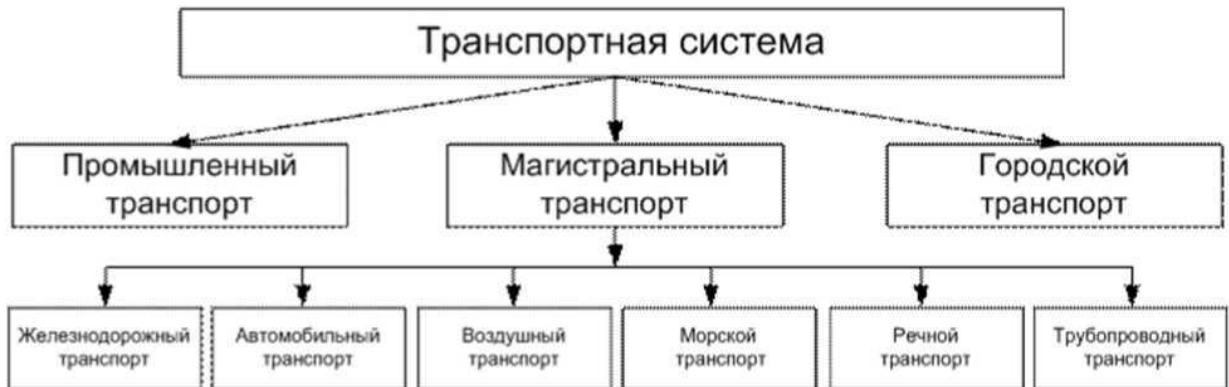 Транспортная система
Промышленный
транспорт
Магистральный
транспорт
Городской
транспорт
Железнодорожный
транспорт
Автомобильный
транспорт
Воздушный
транспорт
Морской
транспорт
Речной
транспорт
Трубопроводный
транспорт